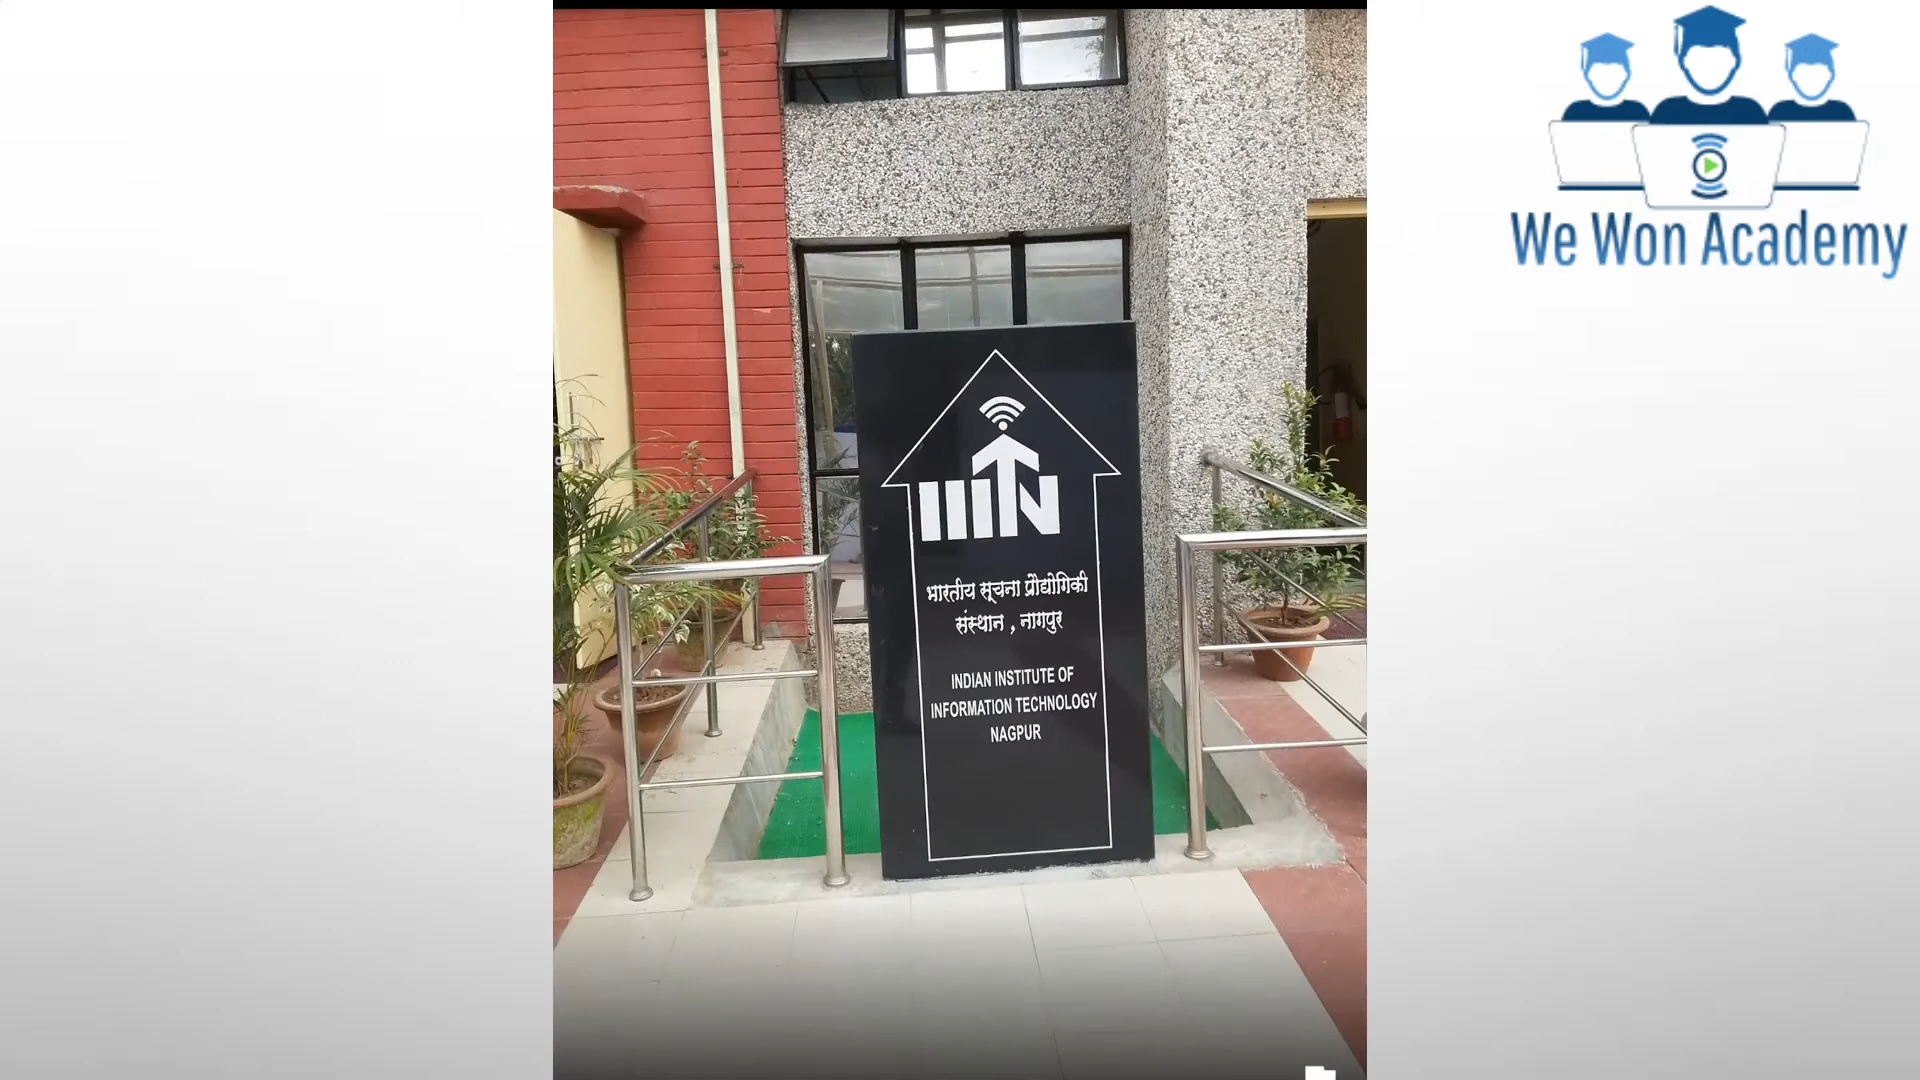 We Won Academy
IIITN
भारतीय सूचना प्रौद्योगिकी
संस्थान , नागपुर
INDIAN INSTITUTE OF
INFORMATION TECHNOLOGY
NAGPUR